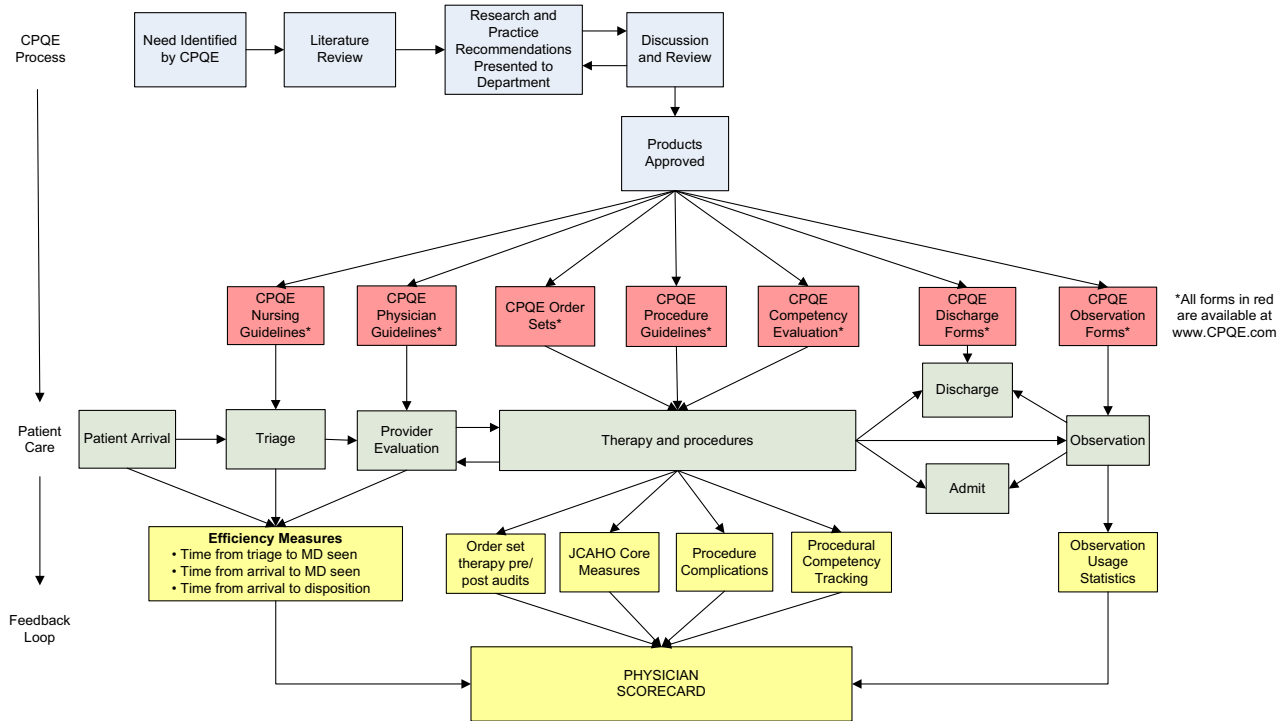 CPQE
Process
Need Identified
by CPQE
Literature
Review
Research and
Practice
Recommendations
Presented to
Department
Discussion
and Review
Products
Approved
CPQE
Nursing
Guidelines*
CPQE
Physician
Guidelines*
CPQE Order
Sets*
CPQE
Procedure
Guidelines*
CPQE
Competency
Evaluation*
CPQE
Discharge
Forms*
CPQE
Observation
Forms*
*All forms in red
are available at
www.CPQE.com
Patient
Care
Patient Arrival
Triage
Provider
Evaluation
Therapy and procedures
Discharge
Observation
Admit
Efficiency Measures
• Time from triage to MD seen
• Time from arrival to MD seen
• Time from arrival to disposition
Order set
therapy pre/
post audits
JCAHO Core
Measures
Procedure
Complications
Procedural
Competency
Tracking
Observation
Usage
Statistics
Feedback
Loop
PHYSICIAN
SCORECARD